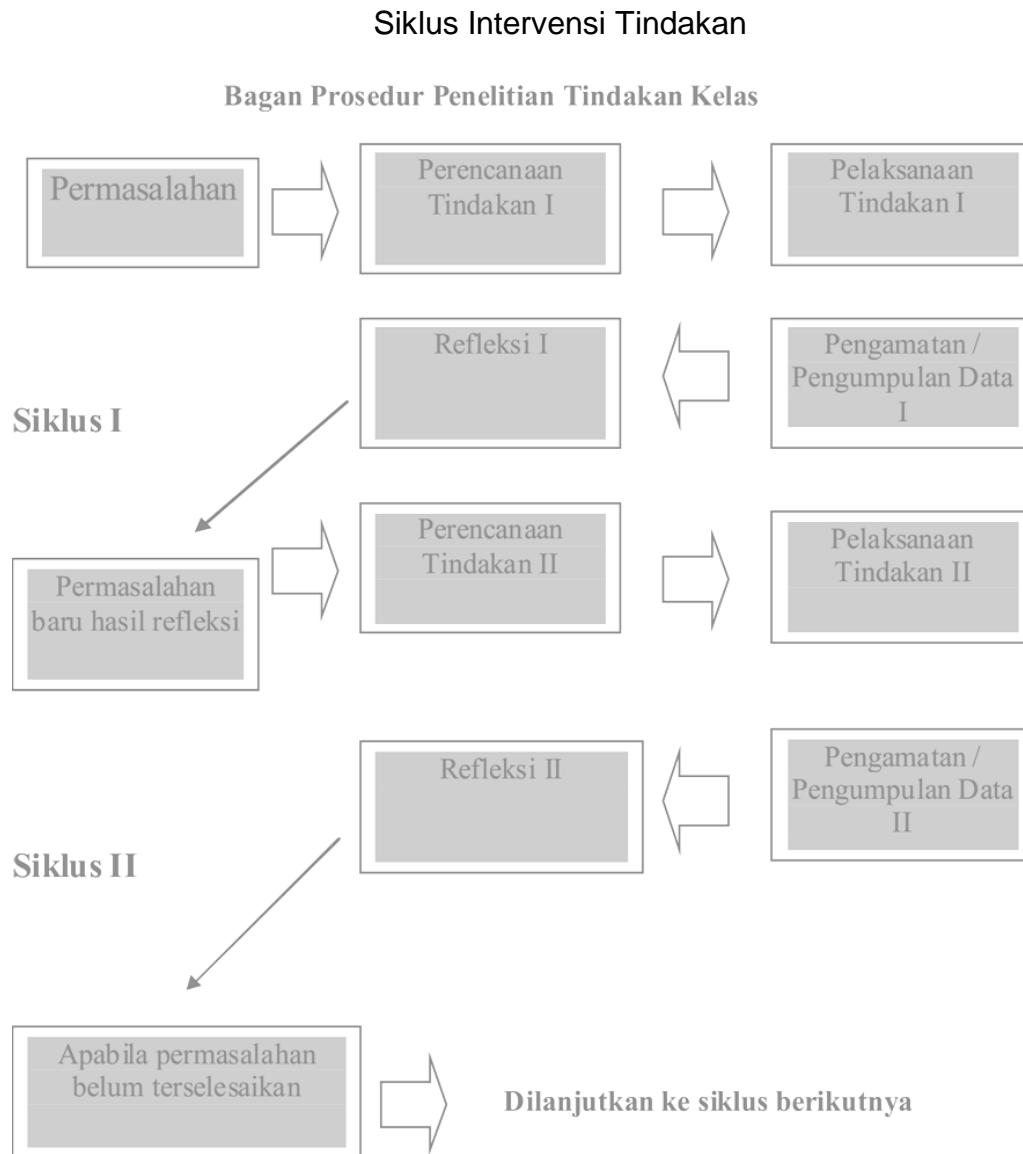 Siklus Intervensi Tindakan
Bagan Prosedur Penelitian Tindakan Kelas
Permasalahan
Perencanaan
Tindakan I
Pelaksanaan
Tindakan I
Refleksi I
Pengamatan /
Pengumpulan Data
I
Siklus I
Permasalahan
baru hasil refleksi
Perencanaan
Tindakan II
Pelaksanaan
Tindakan II
Refleksi II
Pengamatan /
Pengumpulan Data
II
Siklus II
Apabila permasalahan
belum terselesaikan
Dilanjutkan ke siklus berikutnya